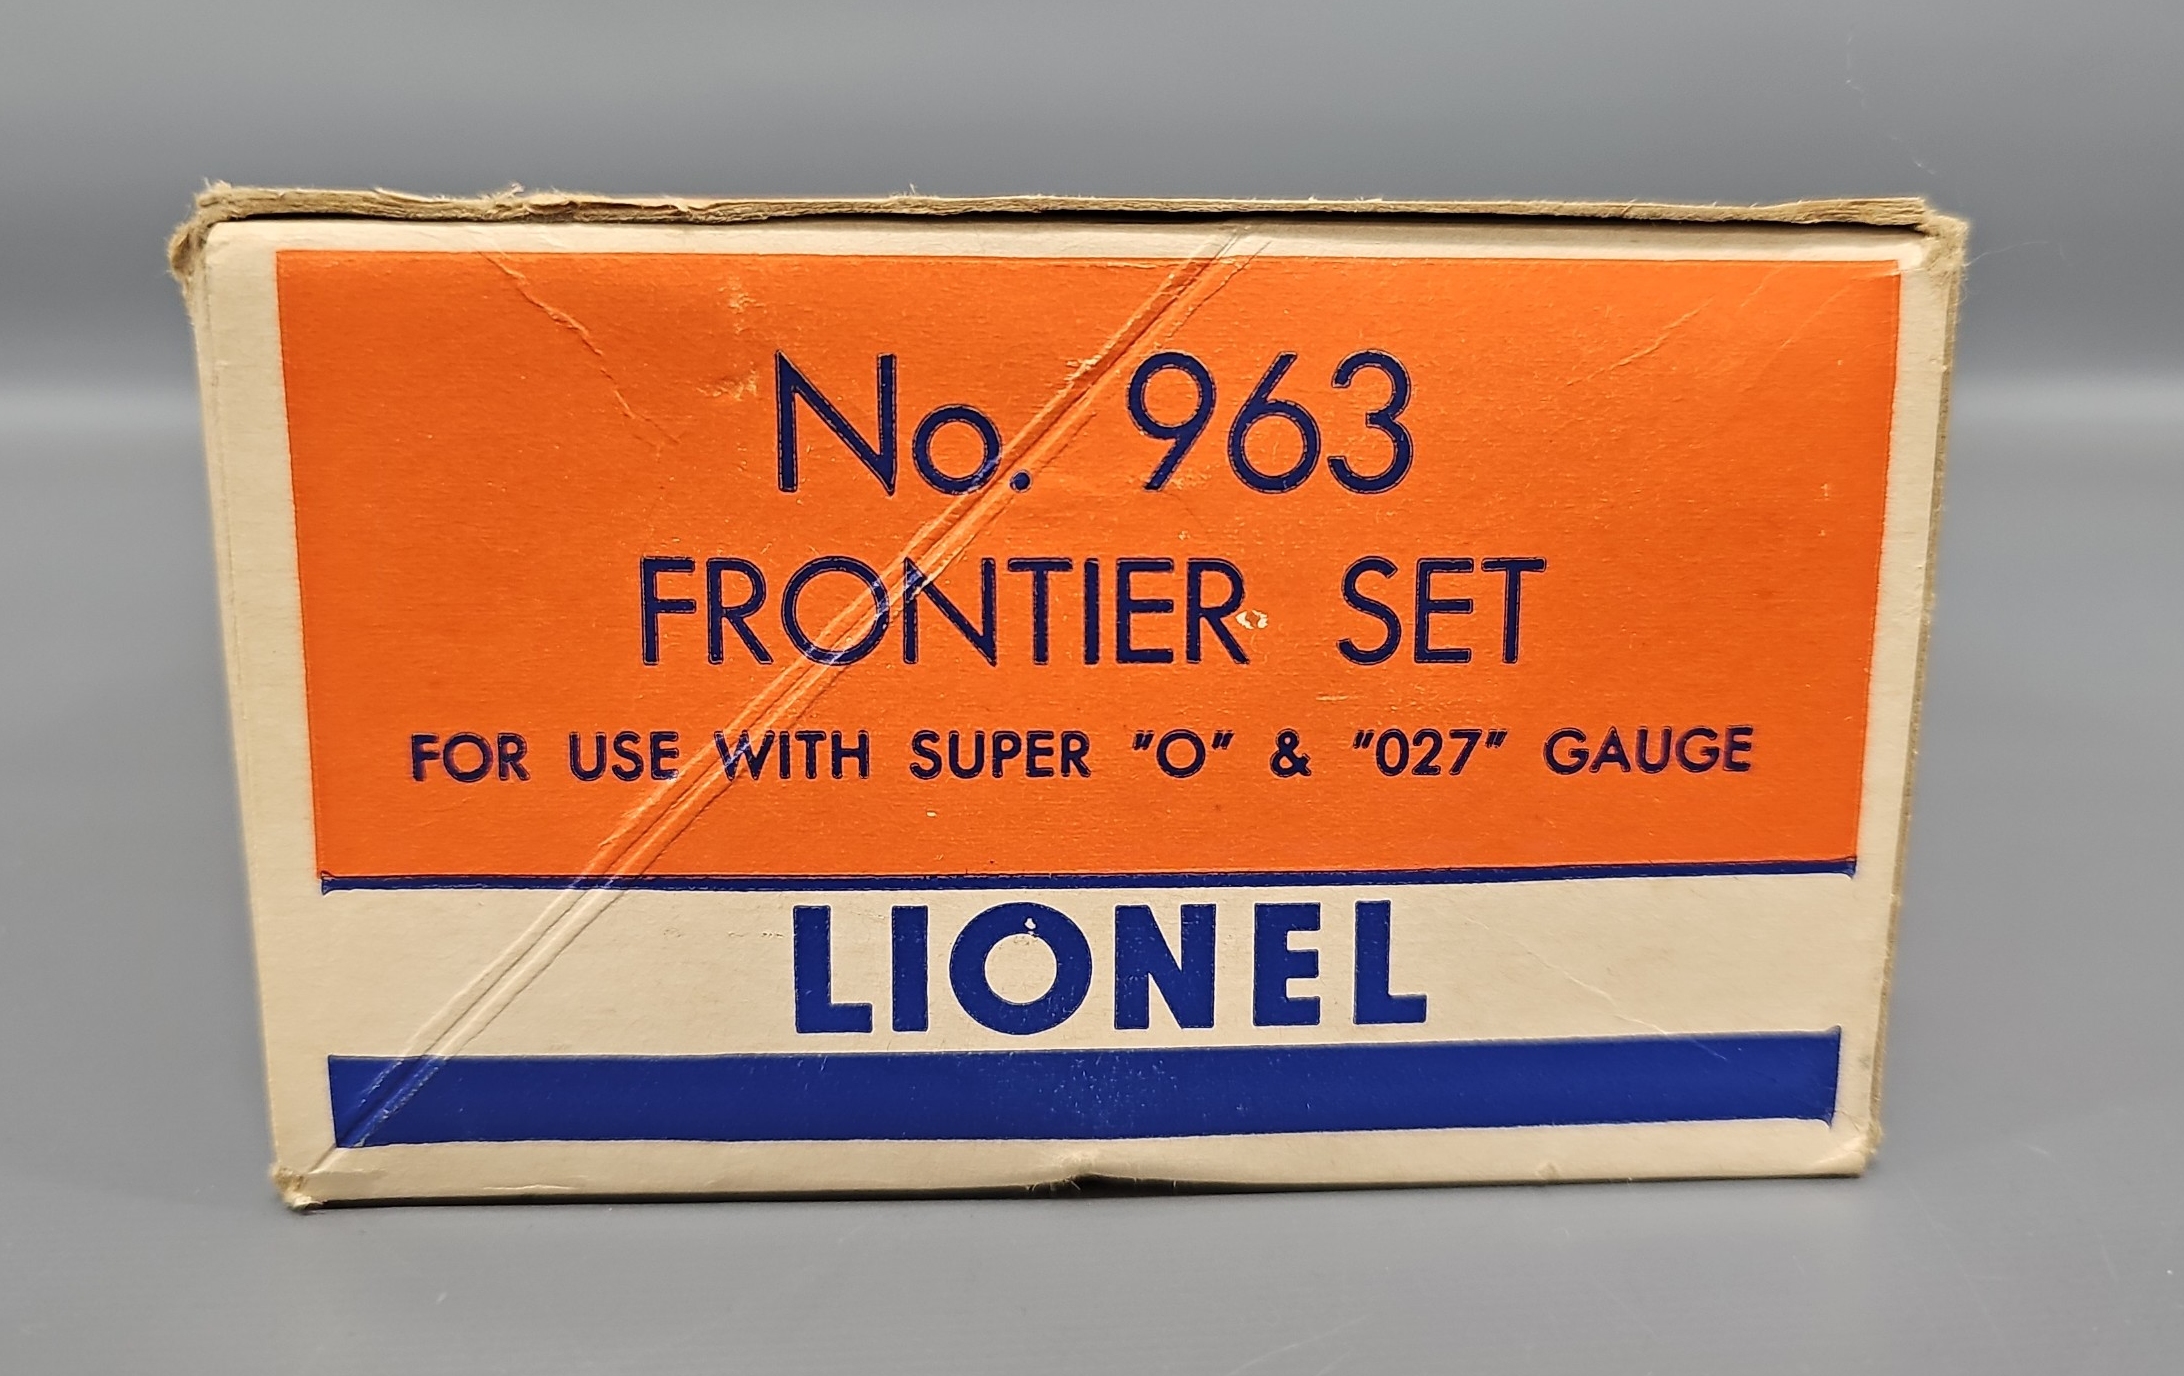 No. 963
FRONTIER SET
FOR USE WITH SUPER "O" & "027" GAUGE
LIONEL